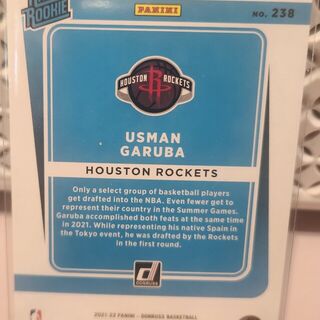 ROOKIE
PANINI
NO. 238
HOUSTON ROCKETS
USMAN
GARUBA
HOUSTON ROCKETS
Only a select group of basketball players
get drafted into the NBA. Even fewer get to
represent their country in the Summer Games.
Garuba accomplished both feats at the same time
in 2021. While representing his native Spain in
the Tokyo event, he was drafted by the Rockets
in the first round.
DONRUSS
2021-22 PANINI - DONRUSS BASKETBALL